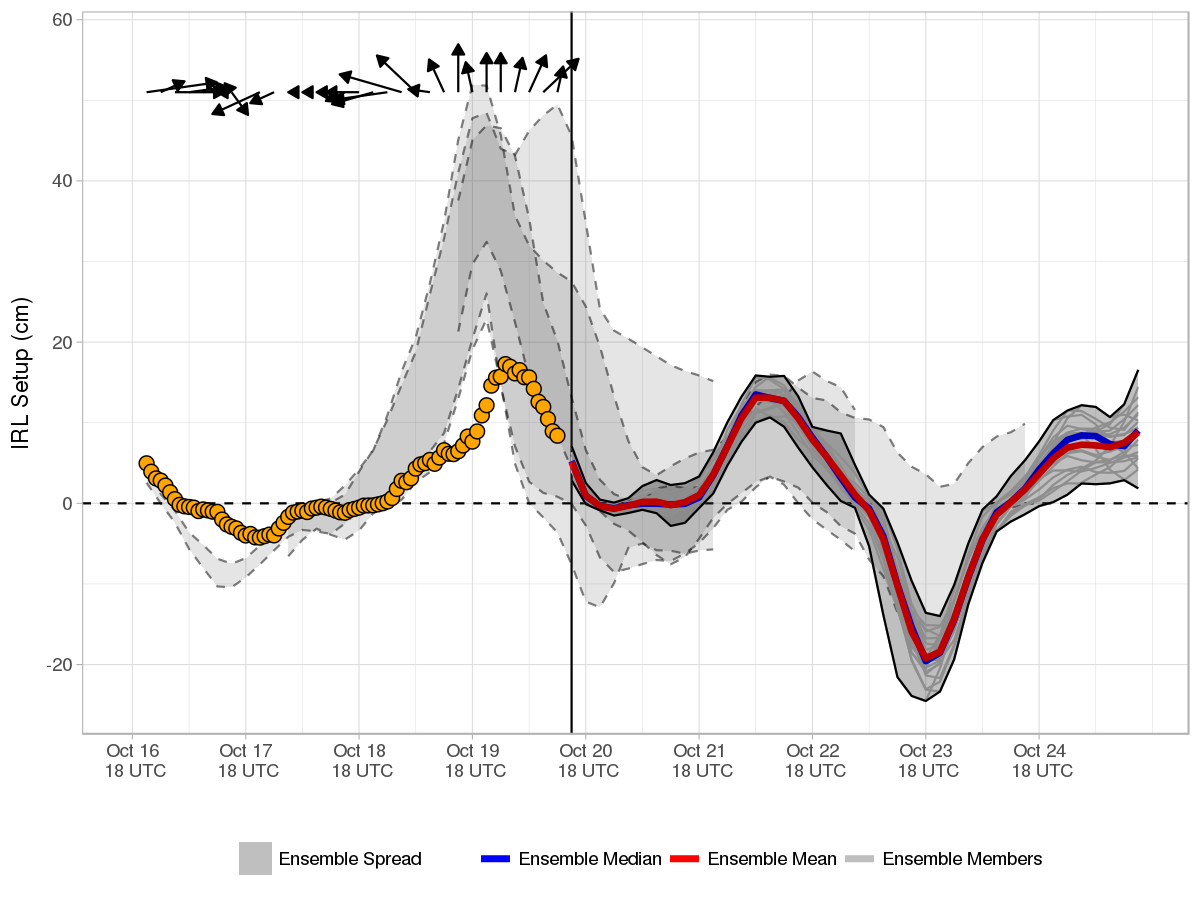 60
40
20
0
-20
IRL Setup (cm)
Oct 16 Oct 17 Oct 18 Oct 19 Oct 20 Oct 21 Oct 22 Oct 23 Oct 24
18 UTC 18 UTC 18 UTC 18 UTC 18 UTC 18 UTC 18 UTC 18 UTC 18 UTC
Ensemble Spread Ensemble Median Ensemble Mean Ensemble Members